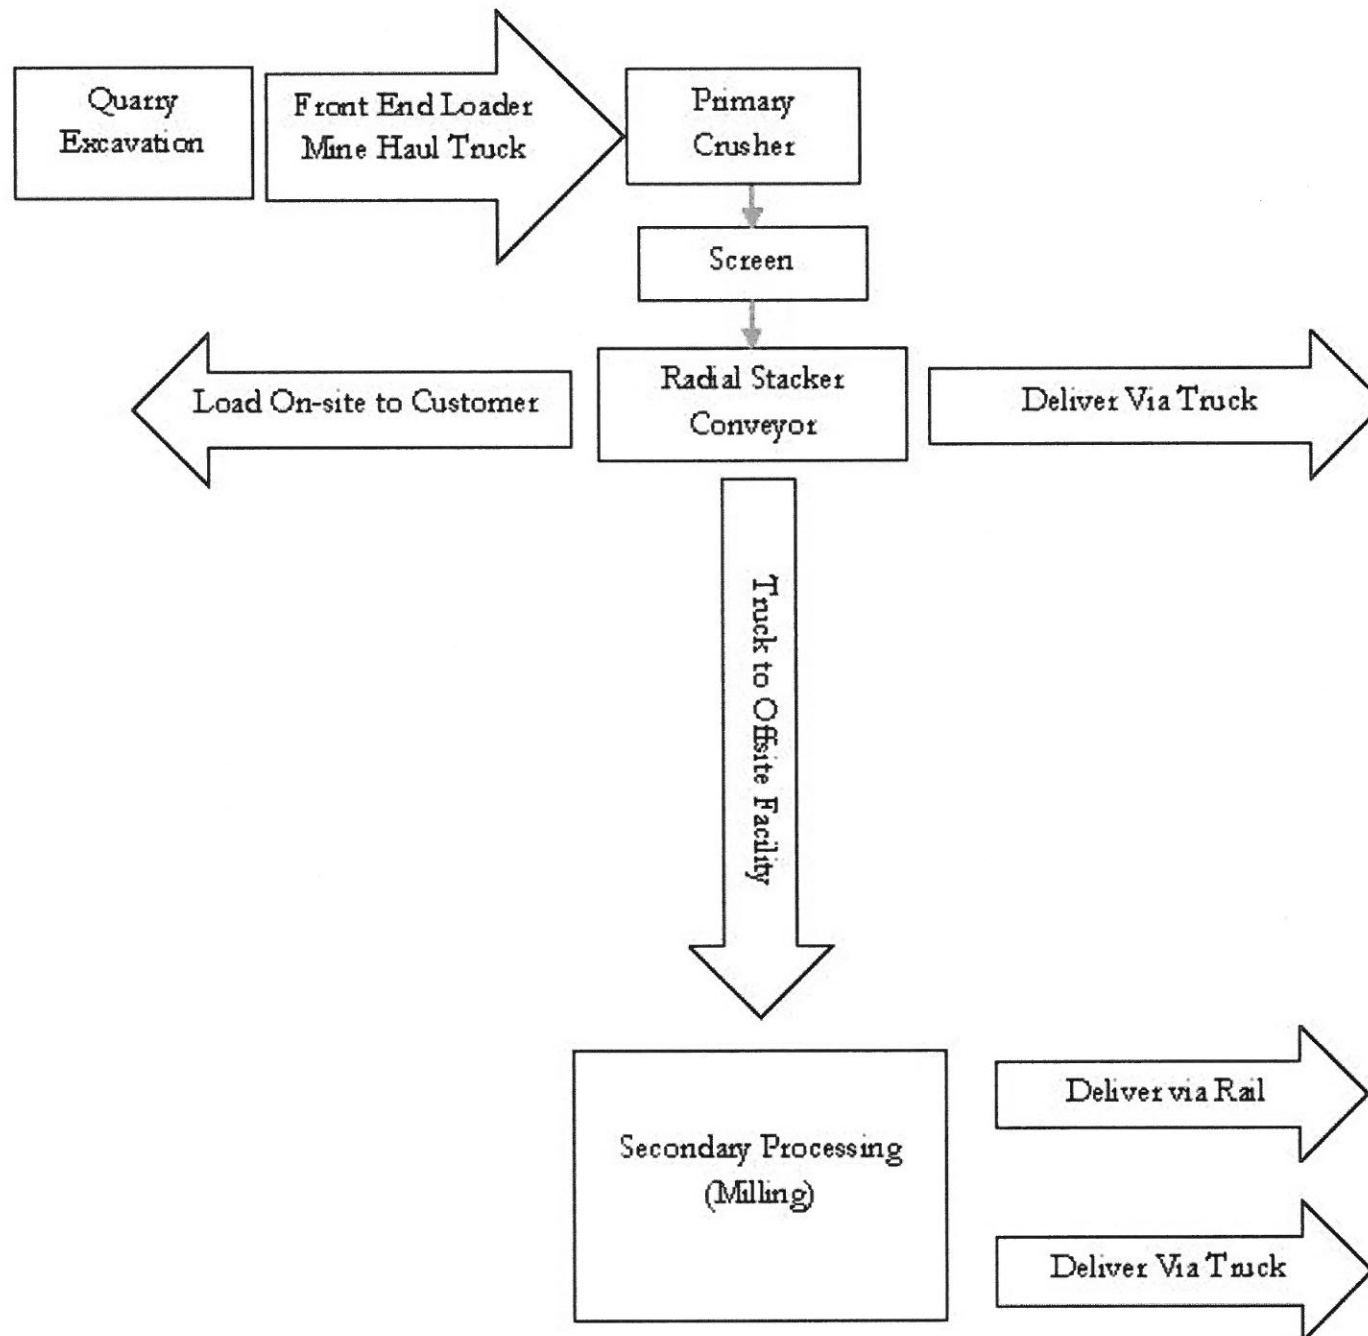 Quarry
Excavation
Front End Loader
Mine Haul Truck
Primary
Crusher
Screen
Load On-site to Customer
Radial Stacker
Conveyor
Deliver Via Truck
Truck to Offsite Facility
Secondary Processing
(Milling)
Deliver via Rail
Deliver Via Truck